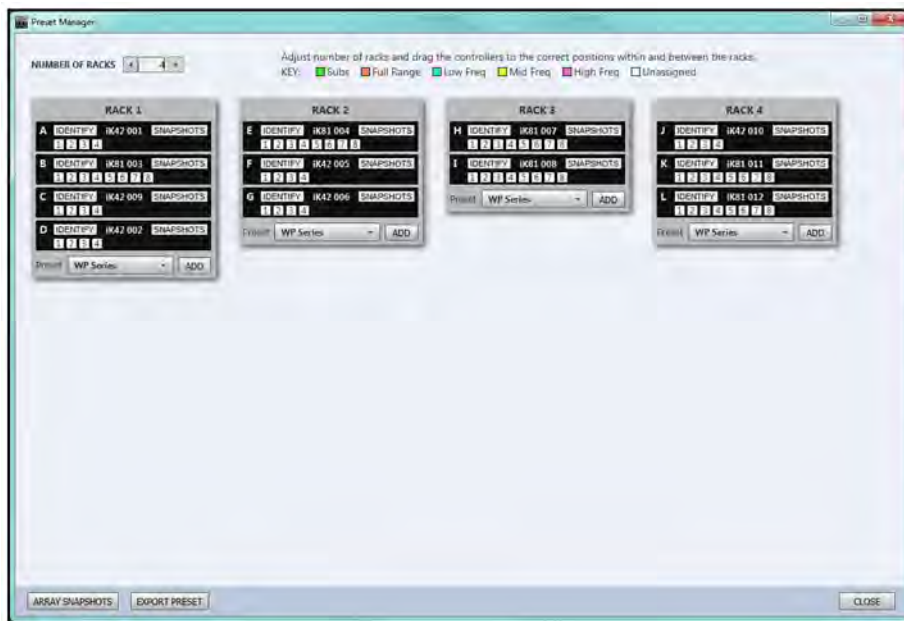 Preset Manager
NUMBER OF RACKS 4
Adjust number of racks and drag the controllers to the correct positions within and between the racks.
KEY: Subs Full Range Low Freq Mid Freq High Freq Unassigned
RACK 1
A IDENTIFY iK42 001 SNAPSHOTS
1 2 3 4
B IDENTIFY iK81 003 SNAPSHOTS
1 2 3 4 5 6 7 8
C IDENTIFY iK42 009 SNAPSHOTS
1 2 3 4
D IDENTIFY iK42 002 SNAPSHOTS
1 2 3 4
Preset WP Series ADD
RACK 2
E IDENTIFY iK81 004 SNAPSHOTS
1 2 3 4 5 6 7 8
F IDENTIFY iK42 005 SNAPSHOTS
1 2 3 4
G IDENTIFY iK42 006 SNAPSHOTS
1 2 3 4
Preset WP Series ADD
RACK 3
H IDENTIFY iK81 007 SNAPSHOTS
1 2 3 4 5 6 7 8
I IDENTIFY iK81 008 SNAPSHOTS
1 2 3 4 5 6 7 8
Preset WP Series ADD
RACK 4
J IDENTIFY iK42 010 SNAPSHOTS
1 2 3 4
K IDENTIFY iK81 011 SNAPSHOTS
1 2 3 4 5 6 7 8
L IDENTIFY iK81 012 SNAPSHOTS
1 2 3 4 5 6 7 8
Preset WP Series ADD
ARRAY SNAPSHOTS EXPORT PRESET CLOSE